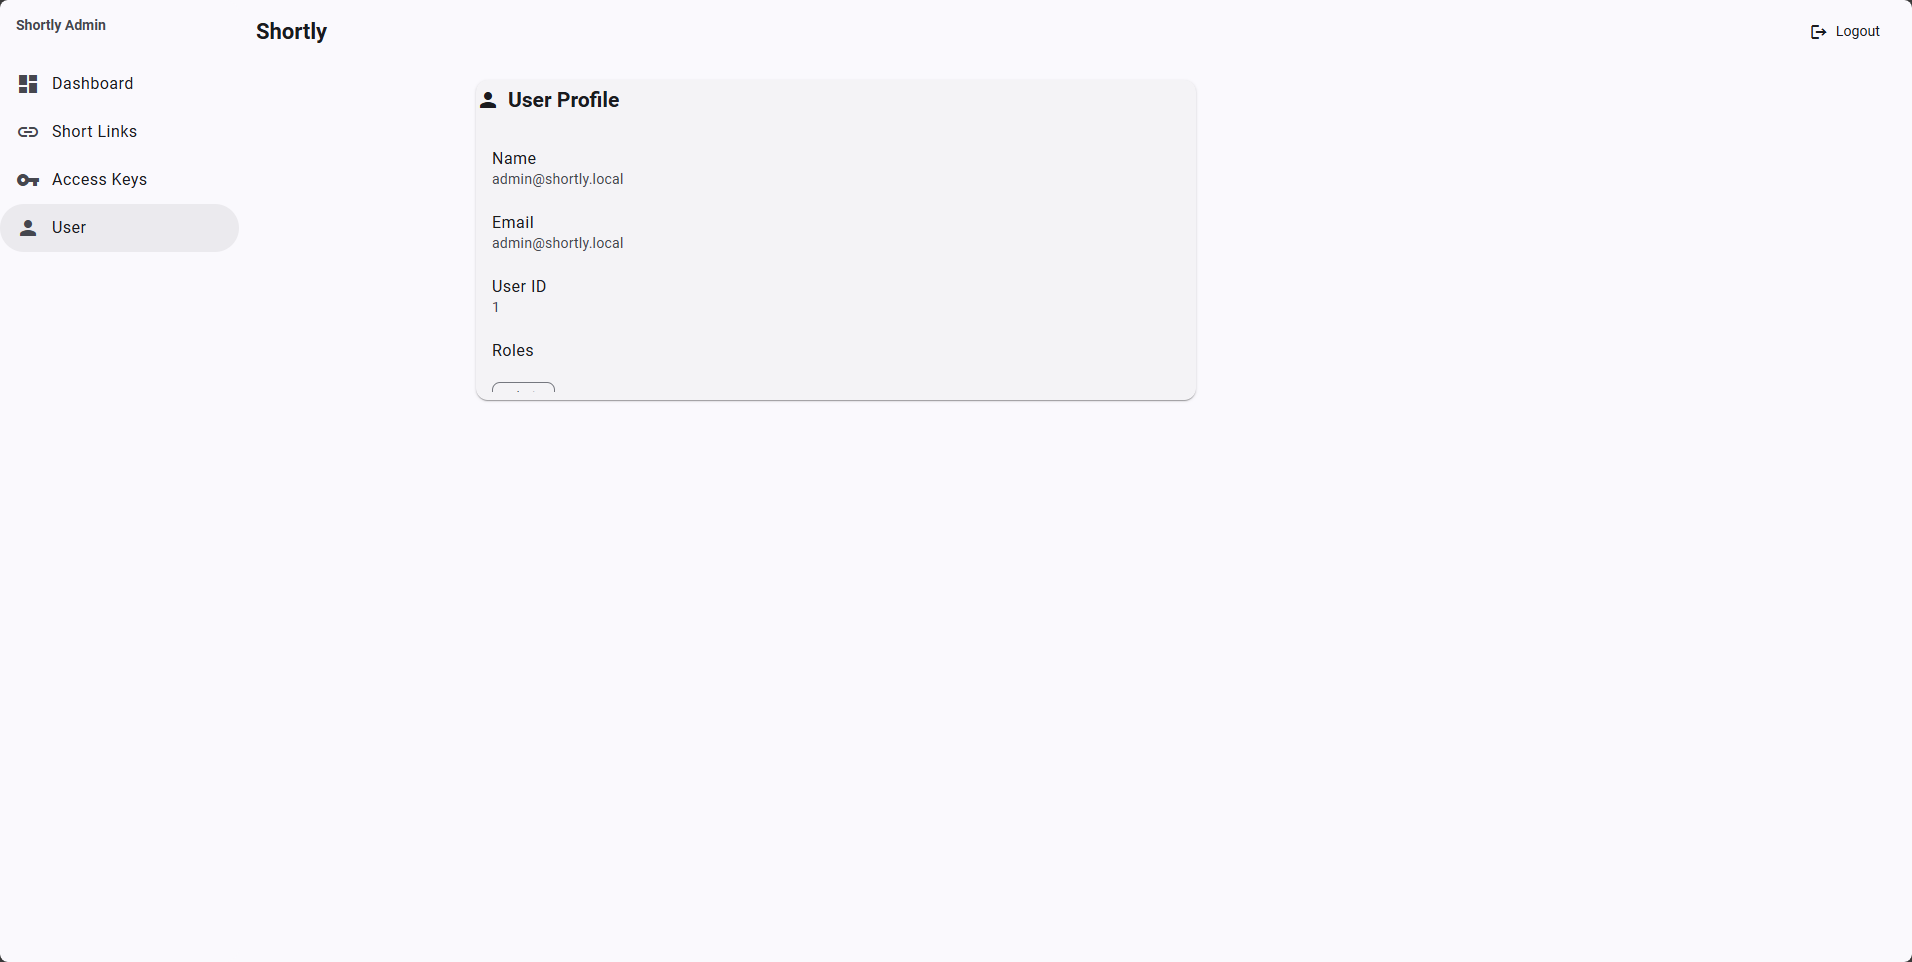 Shortly Admin
Dashboard
Short Links
Access Keys
User
Shortly
Logout
User Profile
Name
admin@shortly.local
Email
admin@shortly.local
User ID
1
Roles